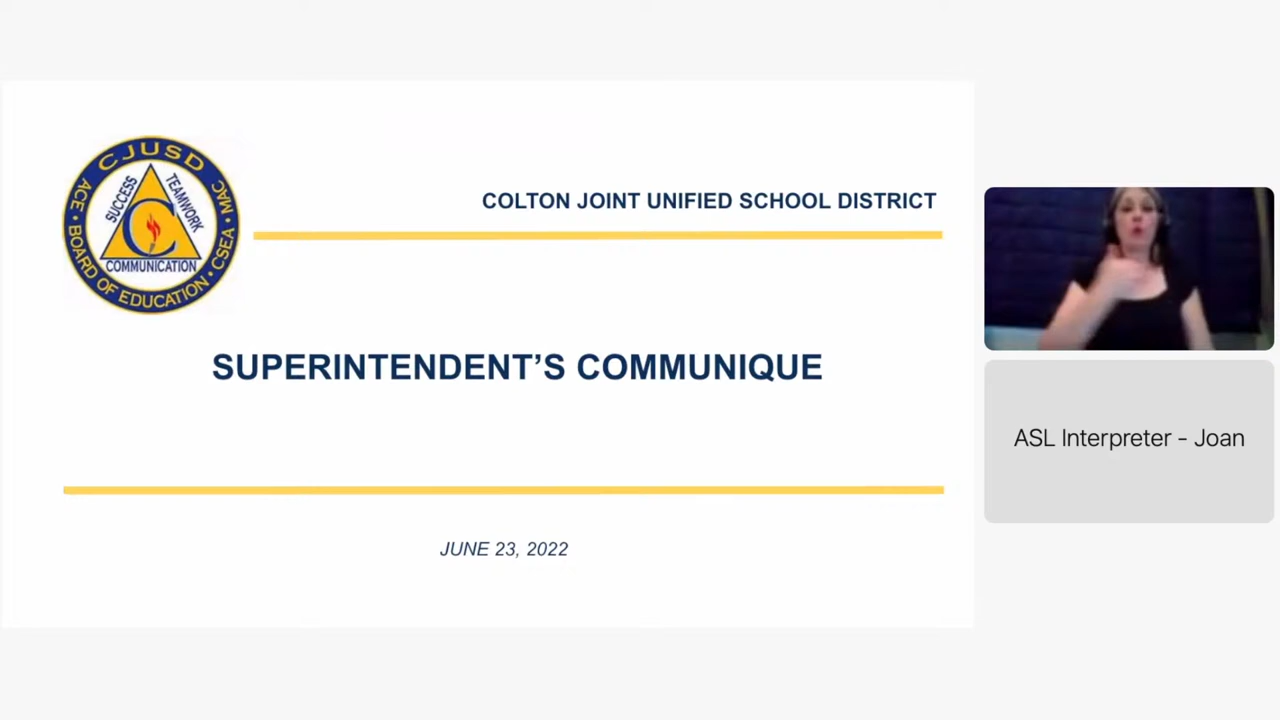 CJUSD
ACE • BOARD OF EDUCATION • CSEA • MAC
SUCCESS
TEAMWORK
C
COMMUNICATION
COLTON JOINT UNIFIED SCHOOL DISTRICT
SUPERINTENDENT’S COMMUNIQUE
JUNE 23, 2022
ASL Interpreter - Joan